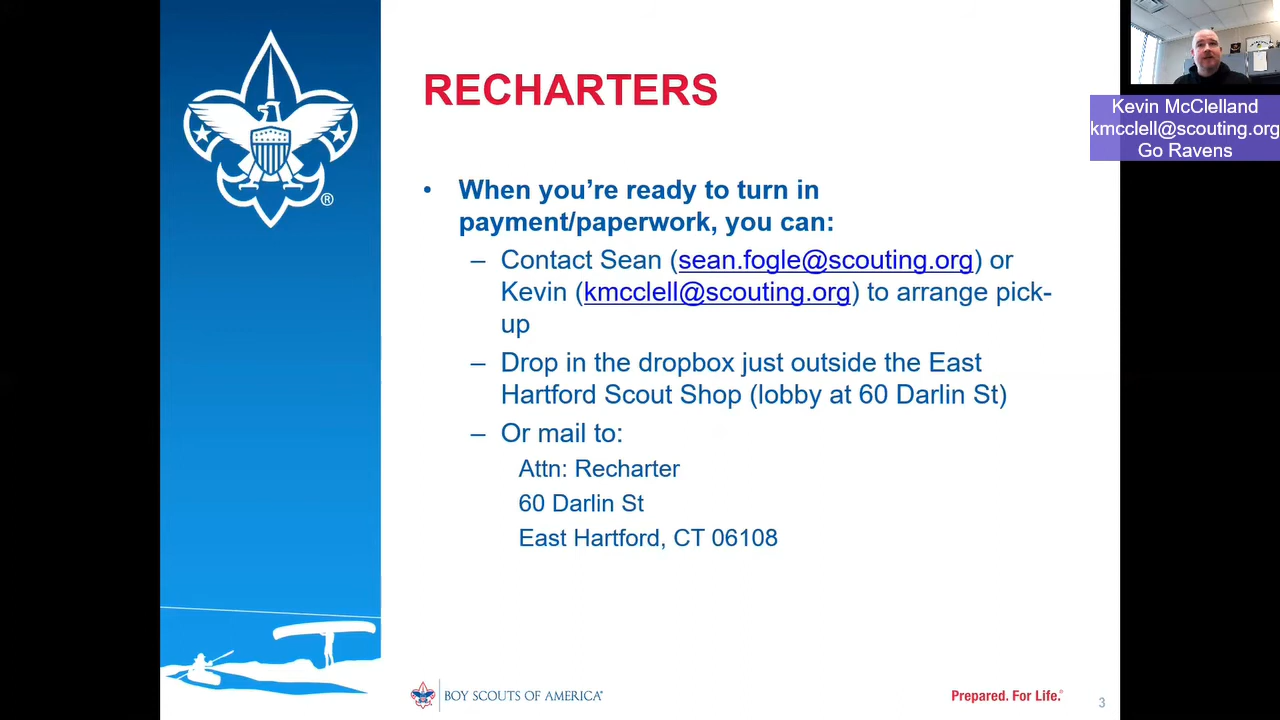 RECHARTERS
• When you’re ready to turn in
payment/paperwork, you can:
– Contact Sean (sean.fogle@scouting.org) or
Kevin (kmcclell@scouting.org) to arrange pick-
up
– Drop in the dropbox just outside the East
Hartford Scout Shop (lobby at 60 Darlin St)
– Or mail to:
Attn: Recharter
60 Darlin St
East Hartford, CT 06108
BOY SCOUTS OF AMERICA®
Prepared. For Life.®
3
Kevin McClelland
kmcclell@scouting.org
Go Ravens
®